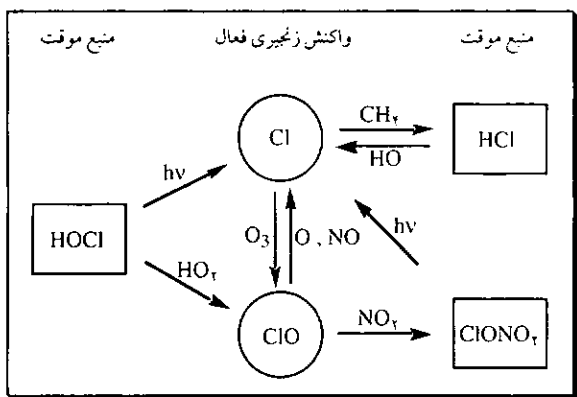 منبع موقت
واکنش زنجیری فعال
منبع موقت
Cl
CH۴
HO
HCl
hν
HOCl
O3
O ، NO
hν
HO۲
ClO
NO۲
ClONO۲